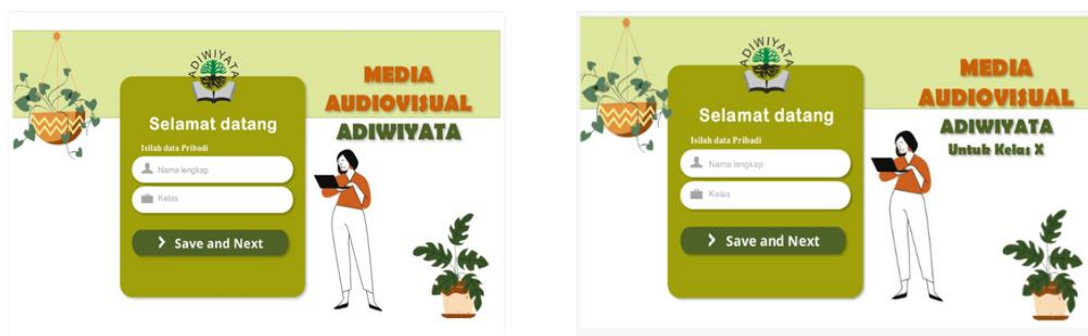 ADIWIYATA
Selamat datang
Isilah data Pribadi
Nama lengkap
Kelas
Save and Next
MEDIA
AUDIOVISUAL
ADIWIYATA
ADIWIYATA
Selamat datang
Isilah data Pribadi
Nama lengkap
Kelas
Save and Next
MEDIA
AUDIOVISUAL
ADIWIYATA
Untuk Kelas X